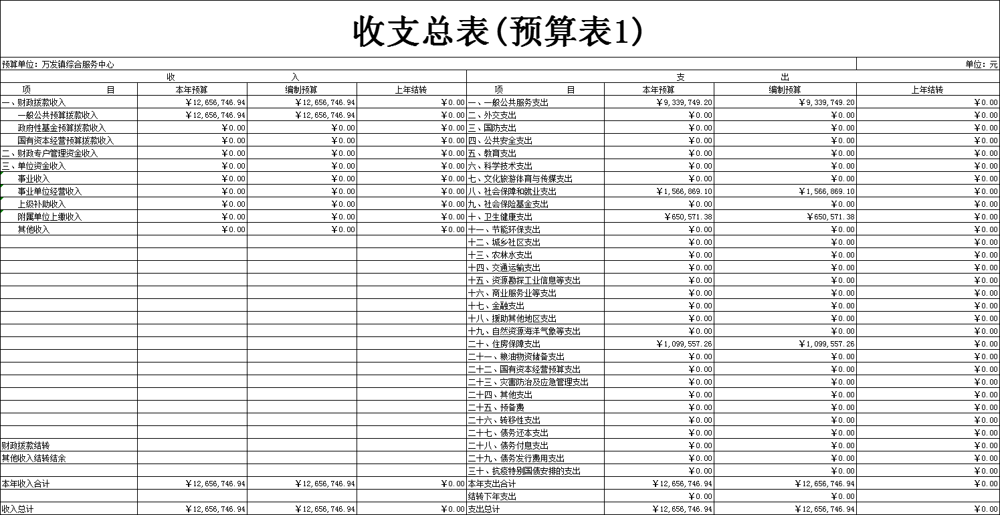 收支总表(预算表1)
预算单位：万发镇综合服务中心 单位：元
收 入 支 出
项 目 本年预算 编制预算 上年结转 项 目 本年预算 编制预算 上年结转
一、财政拨款收入 ￥12,656,746.94 ￥12,656,746.94 ￥0.00 一、一般公共服务支出 ￥9,339,749.20 ￥9,339,749.20 ￥0.00
一般公共预算拨款收入 ￥12,656,746.94 ￥12,656,746.94 ￥0.00 二、外交支出 ￥0.00 ￥0.00 ￥0.00
政府性基金预算拨款收入 ￥0.00 ￥0.00 ￥0.00 三、国防支出 ￥0.00 ￥0.00 ￥0.00
国有资本经营预算拨款收入 ￥0.00 ￥0.00 ￥0.00 四、公共安全支出 ￥0.00 ￥0.00 ￥0.00
二、财政专户管理资金收入 ￥0.00 ￥0.00 ￥0.00 五、教育支出 ￥0.00 ￥0.00 ￥0.00
三、单位资金收入 ￥0.00 ￥0.00 ￥0.00 六、科学技术支出 ￥0.00 ￥0.00 ￥0.00
事业收入 ￥0.00 ￥0.00 ￥0.00 七、文化旅游体育与传媒支出 ￥0.00 ￥0.00 ￥0.00
事业单位经营收入 ￥0.00 ￥0.00 ￥0.00 八、社会保障和就业支出 ￥1,566,869.10 ￥1,566,869.10 ￥0.00
上级补助收入 ￥0.00 ￥0.00 ￥0.00 九、社会保险基金支出 ￥0.00 ￥0.00 ￥0.00
附属单位上缴收入 ￥0.00 ￥0.00 ￥0.00 十、卫生健康支出 ￥650,571.38 ￥650,571.38 ￥0.00
其他收入 ￥0.00 ￥0.00 ￥0.00 十一、节能环保支出 ￥0.00 ￥0.00 ￥0.00
十二、城乡社区支出 ￥0.00 ￥0.00 ￥0.00
十三、农林水支出 ￥0.00 ￥0.00 ￥0.00
十四、交通运输支出 ￥0.00 ￥0.00 ￥0.00
十五、资源勘探工业信息等支出 ￥0.00 ￥0.00 ￥0.00
十六、商业服务业等支出 ￥0.00 ￥0.00 ￥0.00
十七、金融支出 ￥0.00 ￥0.00 ￥0.00
十八、援助其他地区支出 ￥0.00 ￥0.00 ￥0.00
十九、自然资源海洋气象等支出 ￥0.00 ￥0.00 ￥0.00
二十、住房保障支出 ￥1,099,557.26 ￥1,099,557.26 ￥0.00
二十一、粮油物资储备支出 ￥0.00 ￥0.00 ￥0.00
二十二、国有资本经营预算支出 ￥0.00 ￥0.00 ￥0.00
二十三、灾害防治及应急管理支出 ￥0.00 ￥0.00 ￥0.00
二十四、其他支出 ￥0.00 ￥0.00 ￥0.00
二十五、预备费 ￥0.00 ￥0.00 ￥0.00
二十六、转移性支出 ￥0.00 ￥0.00 ￥0.00
二十七、债务还本支出 ￥0.00 ￥0.00 ￥0.00
财政拨款结转 二十八、债务付息支出 ￥0.00 ￥0.00 ￥0.00
其他收入结转结余 二十九、债务发行费用支出 ￥0.00 ￥0.00 ￥0.00
三十、抗疫特别国债安排的支出 ￥0.00 ￥0.00 ￥0.00
本年收入合计 ￥12,656,746.94 ￥12,656,746.94 ￥0.00 本年支出合计 ￥12,656,746.94 ￥12,656,746.94 ￥0.00
结转下年支出 ￥0.00 ￥0.00
收入总计 ￥12,656,746.94 ￥12,656,746.94 ￥0.00 支出总计 ￥12,656,746.94 ￥12,656,746.94 ￥0.00